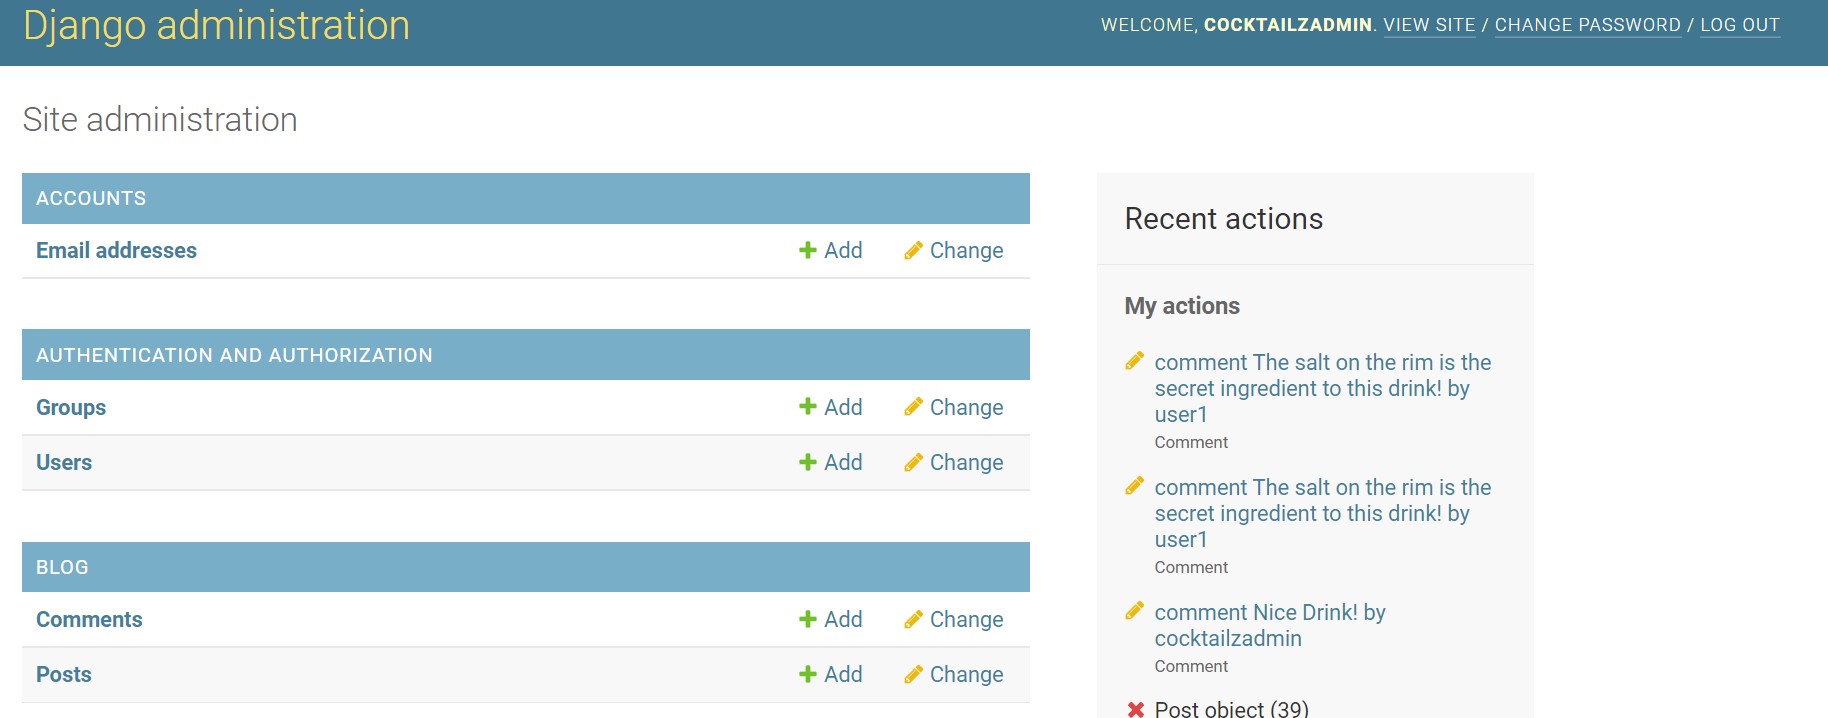 Django administration
WELCOME, COCKTAILZADMIN. VIEW SITE / CHANGE PASSWORD / LOG OUT
Site administration
ACCOUNTS
Email addresses Add Change
AUTHENTICATION AND AUTHORIZATION
Groups Add Change
Users Add Change
BLOG
Comments Add Change
Posts Add Change
Recent actions
My actions
comment The salt on the rim is the
secret ingredient to this drink! by
user1
Comment
comment The salt on the rim is the
secret ingredient to this drink! by
user1
Comment
comment Nice Drink! by
cocktailzadmin
Comment
Post object (39)